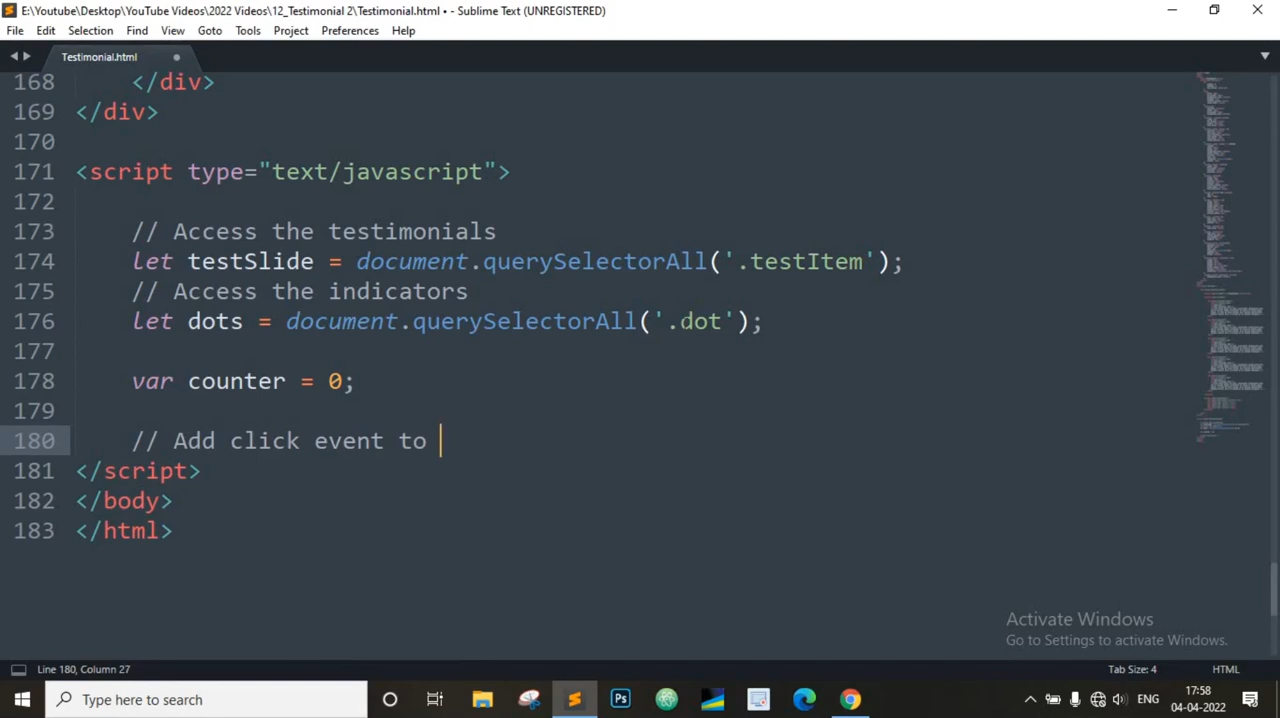 E:\Youtube\Desktop\YouTube Videos\2022 Videos\12_Testimonial 2\Testimonial.html • - Sublime Text (UNREGISTERED)
File Edit Selection Find View Goto Tools Project Preferences Help
Testimonial.html
168 </div>
169 </div>
170
171 <script type="text/javascript">
172
173 // Access the testimonials
174 let testSlide = document.querySelectorAll('.testItem');
175 // Access the indicators
176 let dots = document.querySelectorAll('.dot');
177
178 var counter = 0;
179
180 // Add click event to
181 </script>
182 </body>
183 </html>
Activate Windows
Go to Settings to activate Windows.
Line 180, Column 27 Tab Size: 4 HTML
Type here to search Ps ENG 17:58
04-04-2022